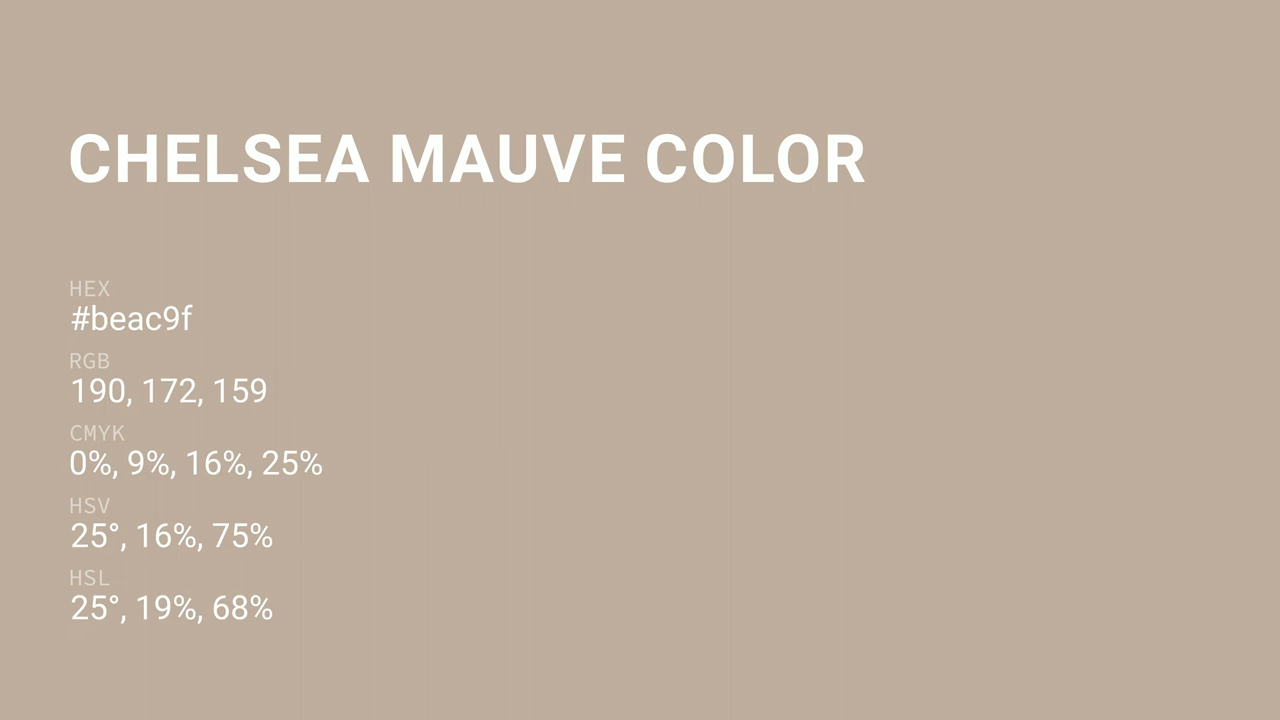 CHELSEA MAUVE COLOR
HEX
#beac9f
RGB
190, 172, 159
CMYK
0%, 9%, 16%, 25%
HSV
25°, 16%, 75%
HSL
25°, 19%, 68%